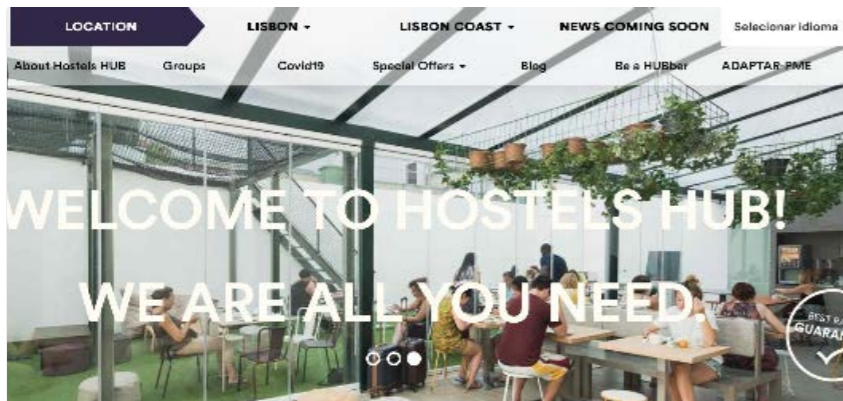 LOCATION LISBON LISBON COAST NEWS COMING SOON Selecionar idioma
About Hostels HUB Groups Covid19 Special Offers Blog Be a HUBber ADAPTAR PME
WELCOME TO HOSTELS HUB!
WE ARE ALL YOU NEED
BEST